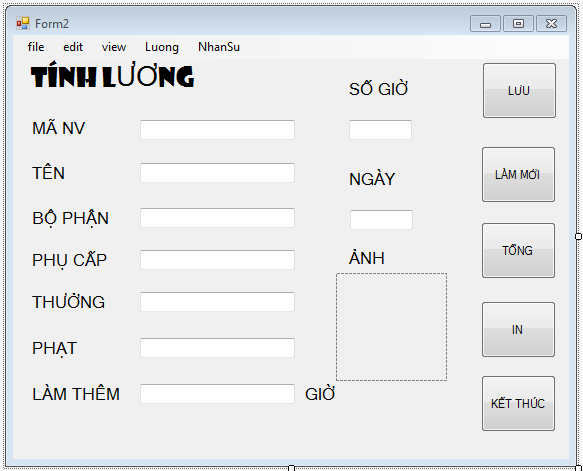 Form2
file edit view Luong NhanSu
TÍNH LƯƠNG
SỐ GIỜ
LƯU
MÃ NV
TÊN
NGÀY
LÀM MỚI
BỘ PHẬN
PHỤ CẤP
ẢNH
TỔNG
THƯỞNG
IN
PHẠT
LÀM THÊM GIỜ
KẾT THÚC